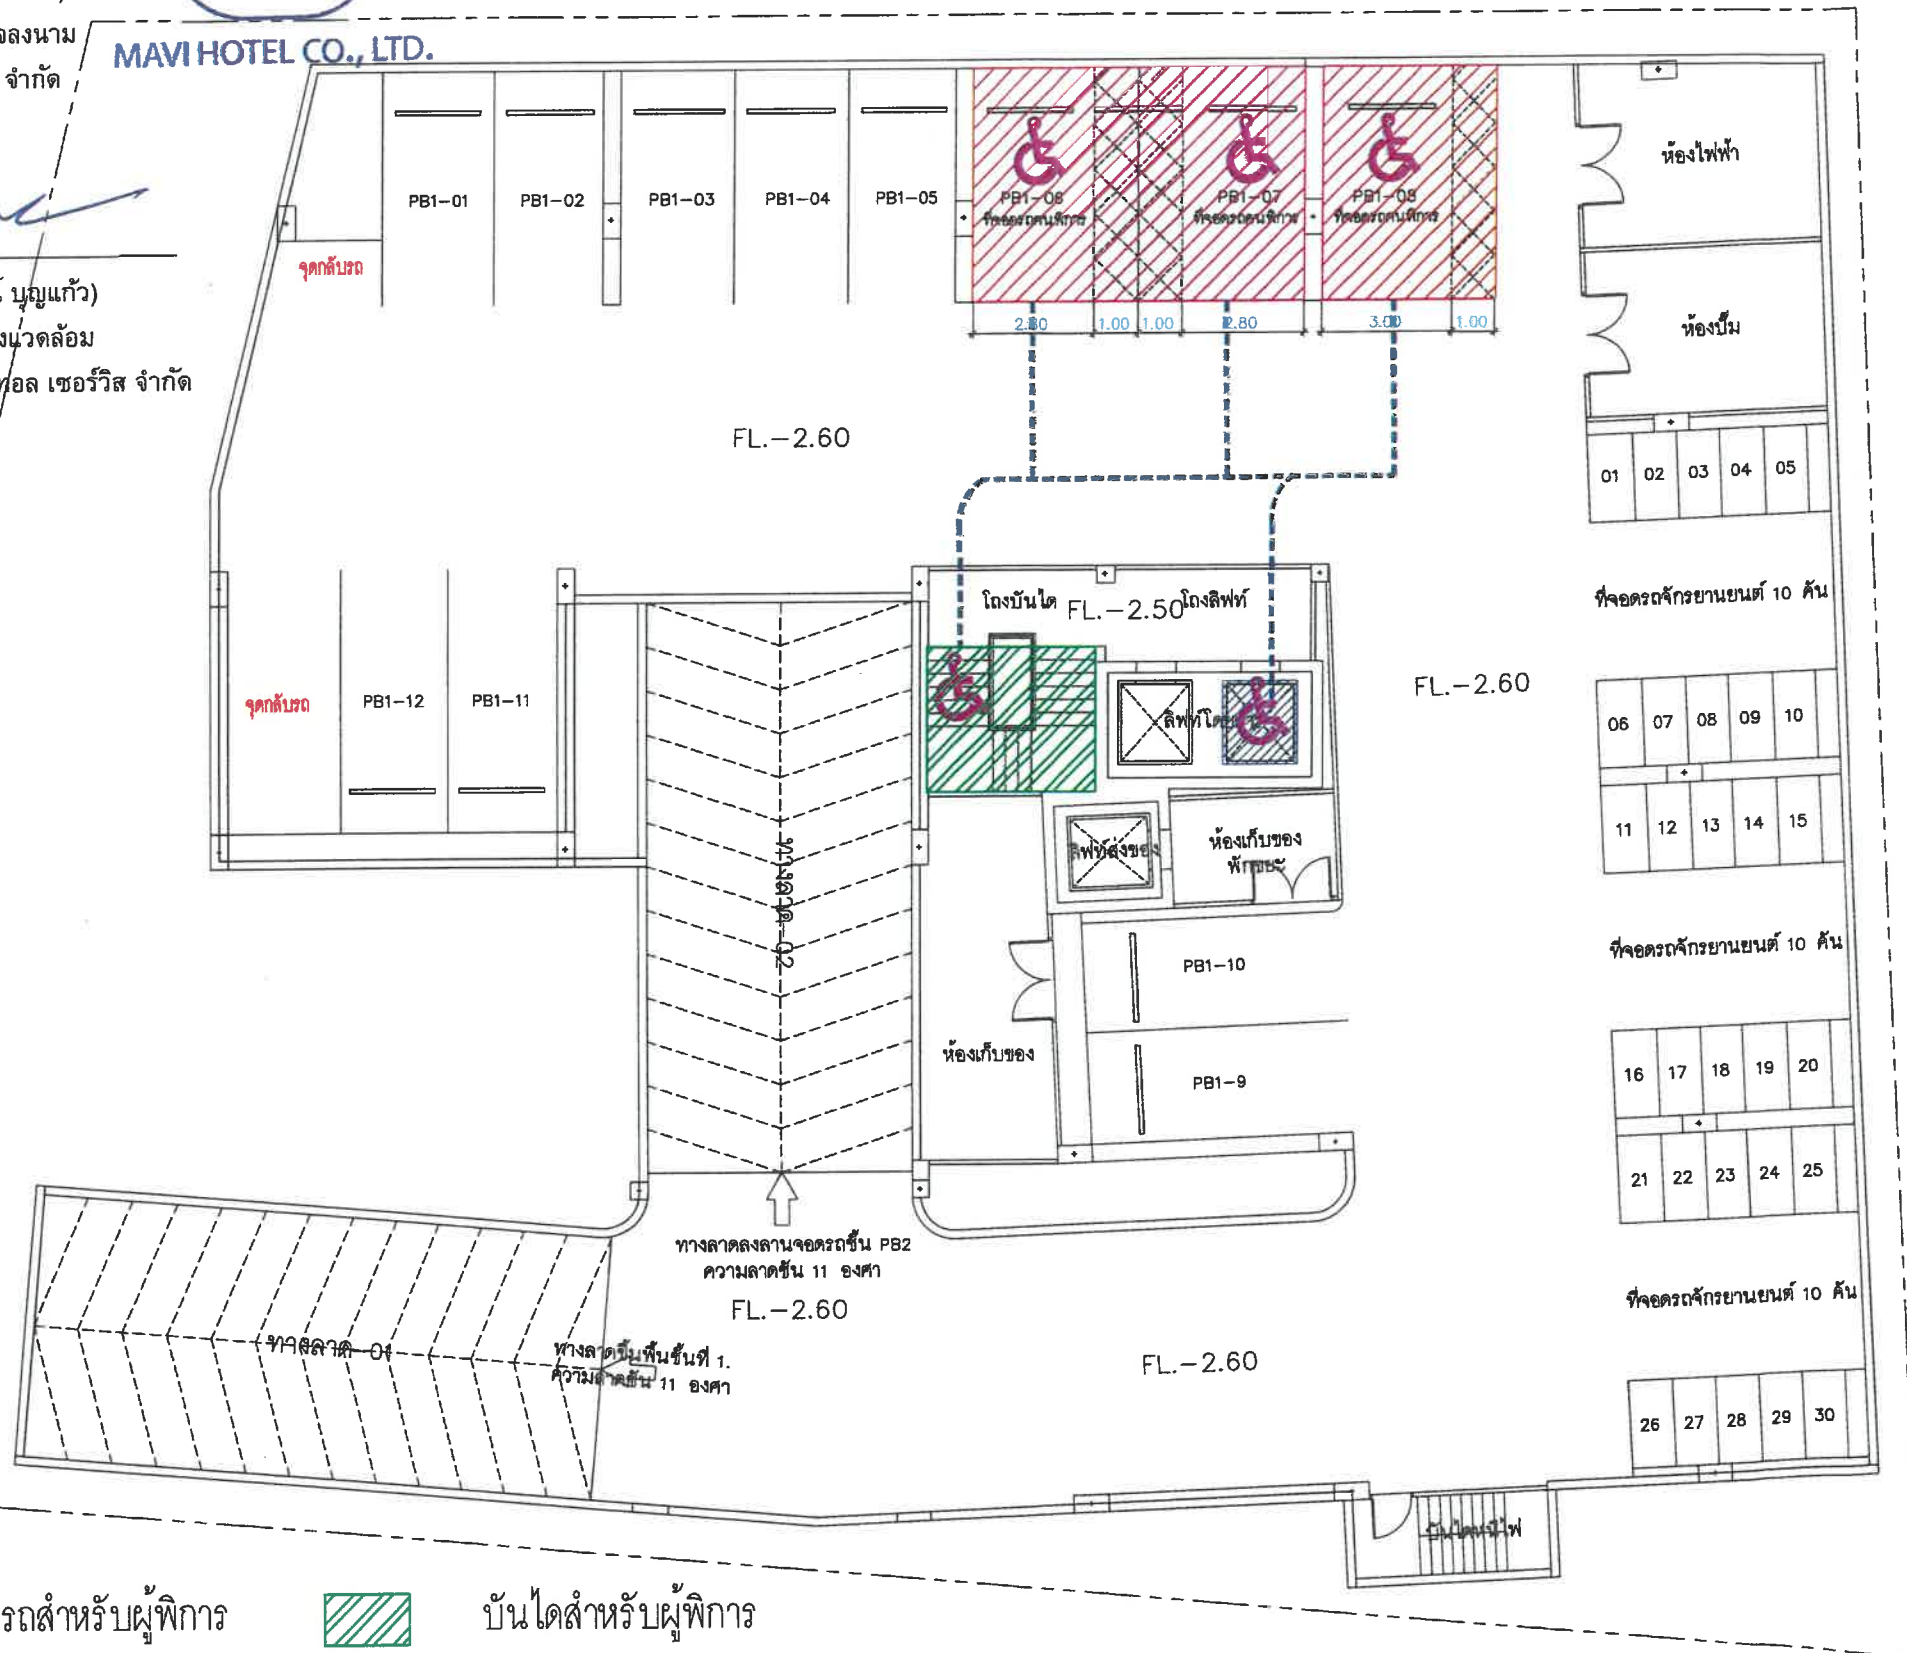 จลงนาม
MAVI HOTEL CO., LTD.
จำกัด
บุญแก้ว)
งแวดล้อม
ทอล เซอร์วิส จำกัด
PB1-01
PB1-02
PB1-03
PB1-04
PB1-05
PB1-06
ที่จอดรถคนพิการ
PB1-07
ที่จอดรถคนพิการ
PB1-08
ที่จอดรถคนพิการ
จุดกลับรถ
2.80
1.00
1.00
2.80
3.00
1.00
ห้องไฟฟ้า
ห้องปั๊ม
FL.-2.60
01
02
03
04
05
ที่จอดรถจักรยานยนต์ 10 คัน
โถงบันได
FL.-2.50
โถงลิฟท์
FL.-2.60
จุดกลับรถ
PB1-12
PB1-11
06
07
08
09
10
11
12
13
14
15
ลิฟท์ส่งของ
ห้องเก็บของ
พักขยะ
ทางลาด-02
PB1-10
ห้องเก็บของ
PB1-9
ที่จอดรถจักรยานยนต์ 10 คัน
16
17
18
19
20
21
22
23
24
25
ทางลาดลงลานจอดรถชั้น PB2
ความลาดชัน 11 องศา
FL.-2.60
ทางลาด-01
ทางลาดขึ้นพื้นชั้นที่ 1.
ความลาดชัน 11 องศา
FL.-2.60
ที่จอดรถจักรยานยนต์ 10 คัน
26
27
28
29
30
บันไดหนีไฟ
รถสำหรับผู้พิการ
บันไดสำหรับผู้พิการ